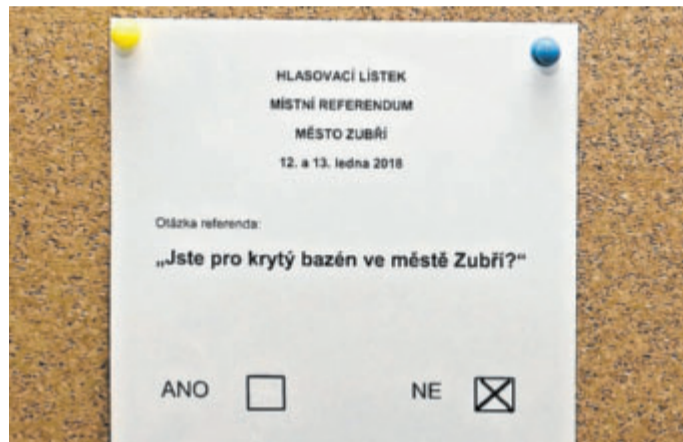 HLASOVACÍ LÍSTEK
MÍSTNÍ REFERENDUM
MĚSTO ZUBŘÍ
12. a 13. ledna 2018
Otázka referenda:
„Jste pro krytý bazén ve městě Zubří?“
ANO NE